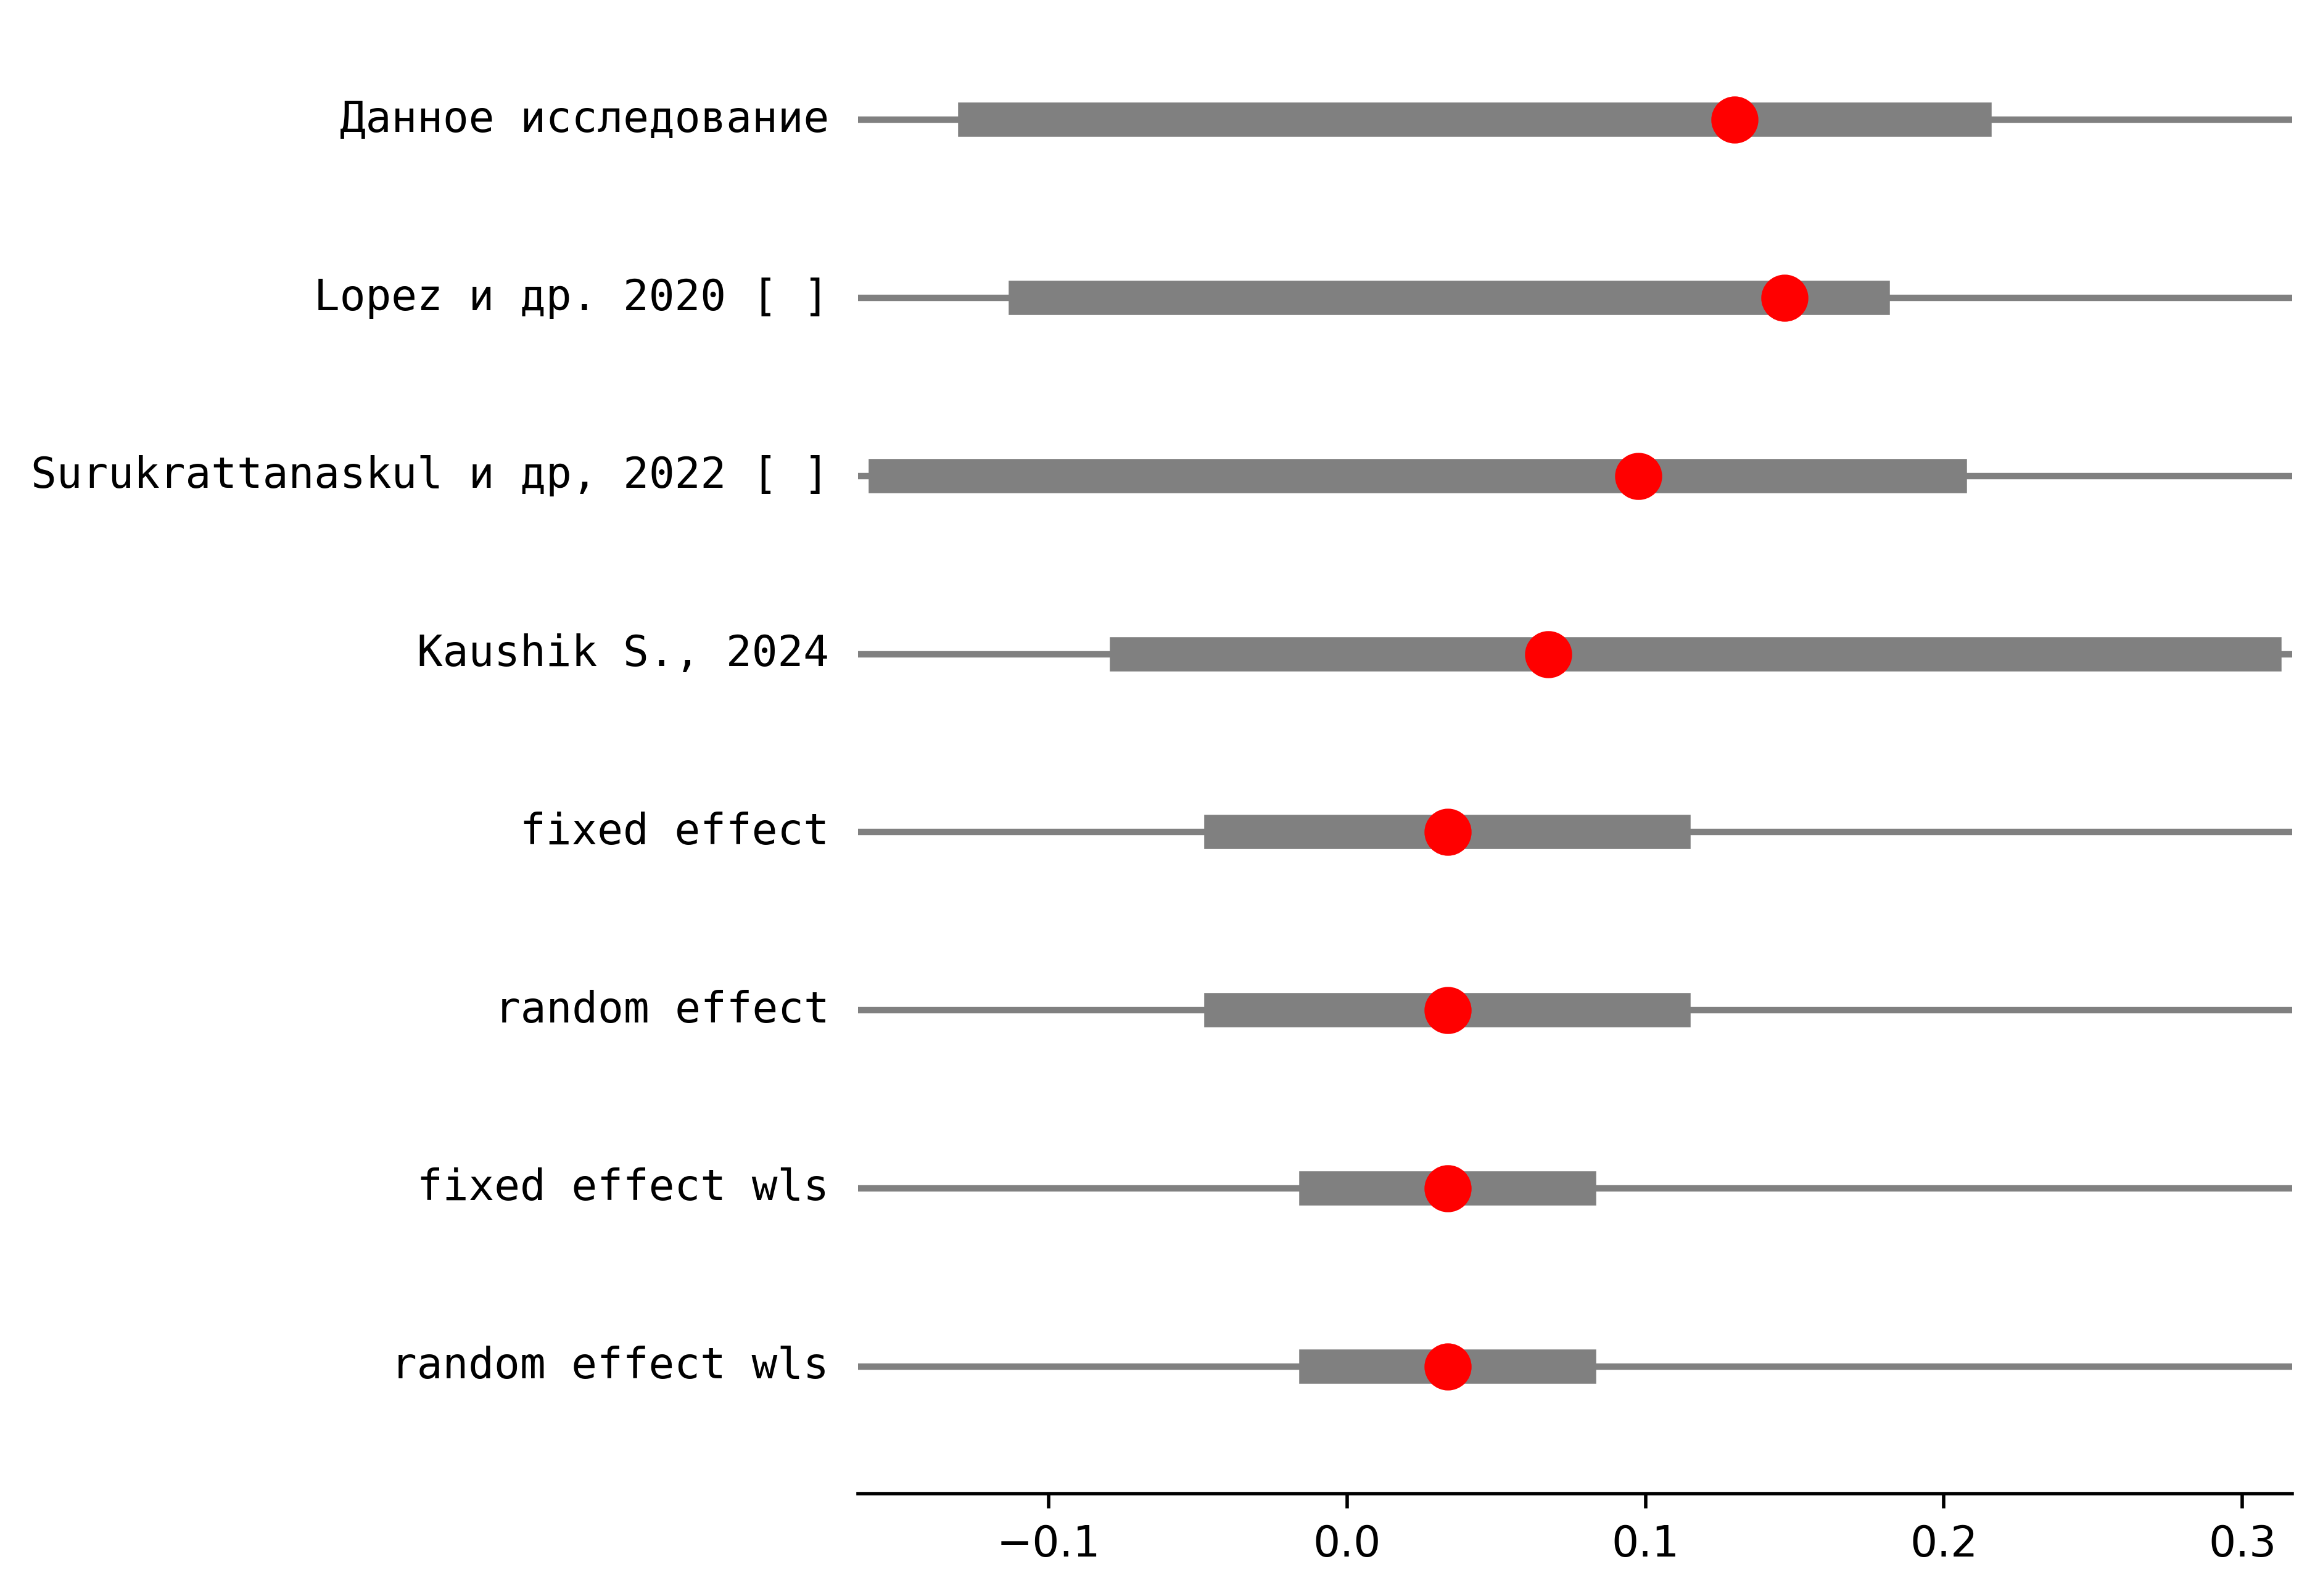 Данное исследование
Lopez и др. 2020 [ ]
Surukrattanaskul и др, 2022 [ ]
Kaushik S., 2024
fixed effect
random effect
fixed effect wls
random effect wls
−0.1 0.0 0.1 0.2 0.3